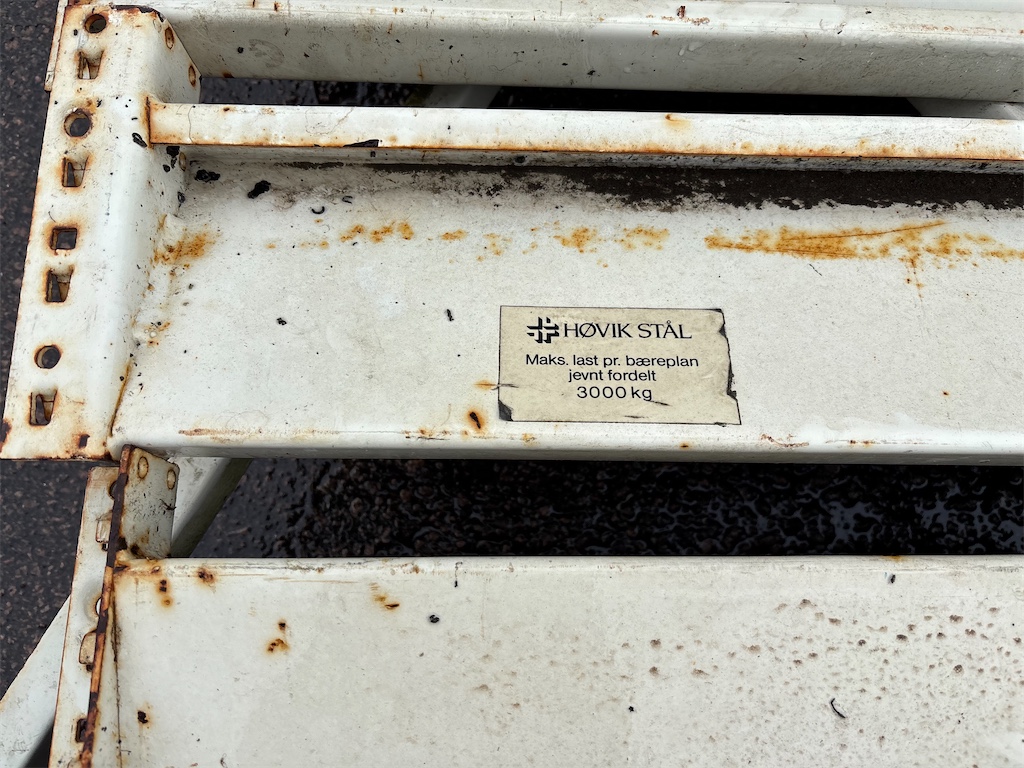 HØVIK STÅL
Maks. last pr. bæreplan
jevnt fordelt
3000 kg